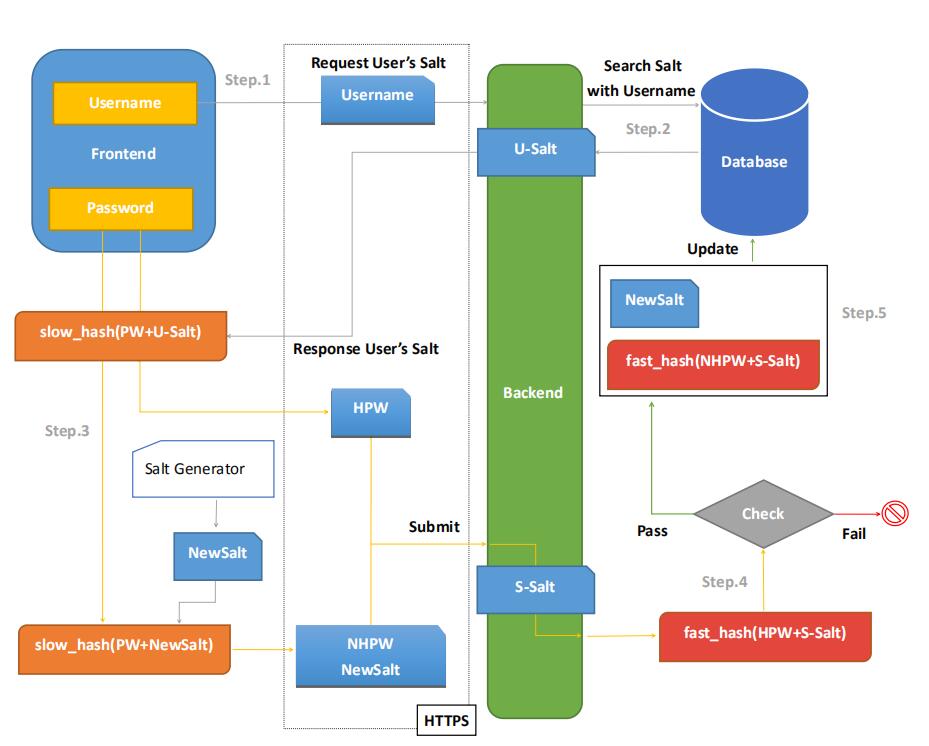 Request User's Salt
Step.1
Username
Username
Frontend
Password
Search Salt
with Username
Step.2
U-Salt
Database
Update
NewSalt
Step.5
fast_hash(NHPW+S-Salt)
slow_hash(PW+U-Salt)
Response User's Salt
Backend
HPW
Step.3
Salt Generator
NewSalt
Submit
Check
Pass
Fail
S-Salt
Step.4
fast_hash(HPW+S-Salt)
slow_hash(PW+NewSalt)
NHPW
NewSalt
HTTPS